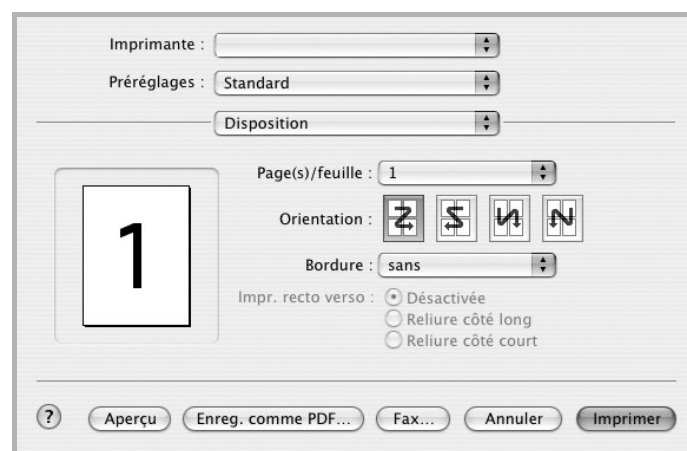 Imprimante :
Préréglages : Standard
Disposition
Page(s)/feuille : 1
1
Orientation :
Bordure : sans
Impr. recto verso : Désactivée
Reliure côté long
Reliure côté court
? Aperçu Enreg. comme PDF... Fax... Annuler Imprimer